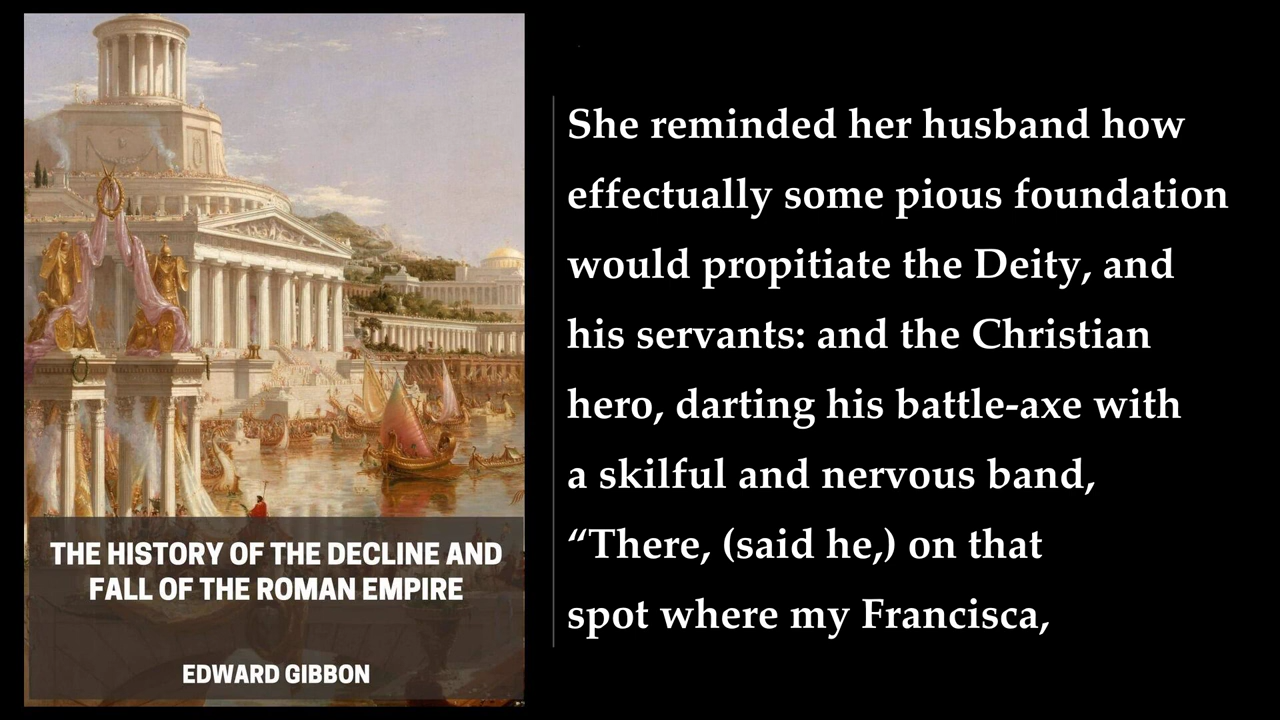 THE HISTORY OF THE DECLINE AND
FALL OF THE ROMAN EMPIRE
EDWARD GIBBON
She reminded her husband how
effectually some pious foundation
would propitiate the Deity, and
his servants: and the Christian
hero, darting his battle-axe with
a skilful and nervous band,
“There, (said he,) on that
spot where my Francisca,